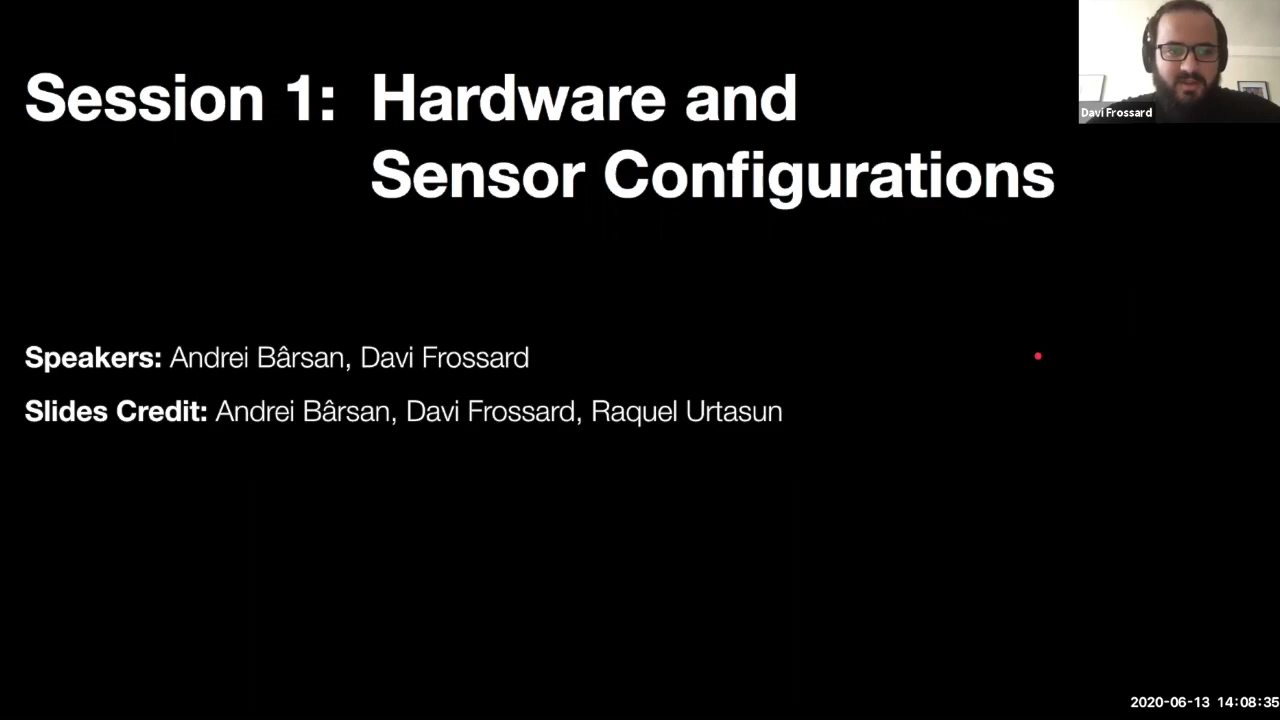 Session 1: Hardware and
Sensor Configurations
Davi Frossard
Speakers: Andrei Bârsan, Davi Frossard
Slides Credit: Andrei Bârsan, Davi Frossard, Raquel Urtasun
2020-06-13 14:08:35